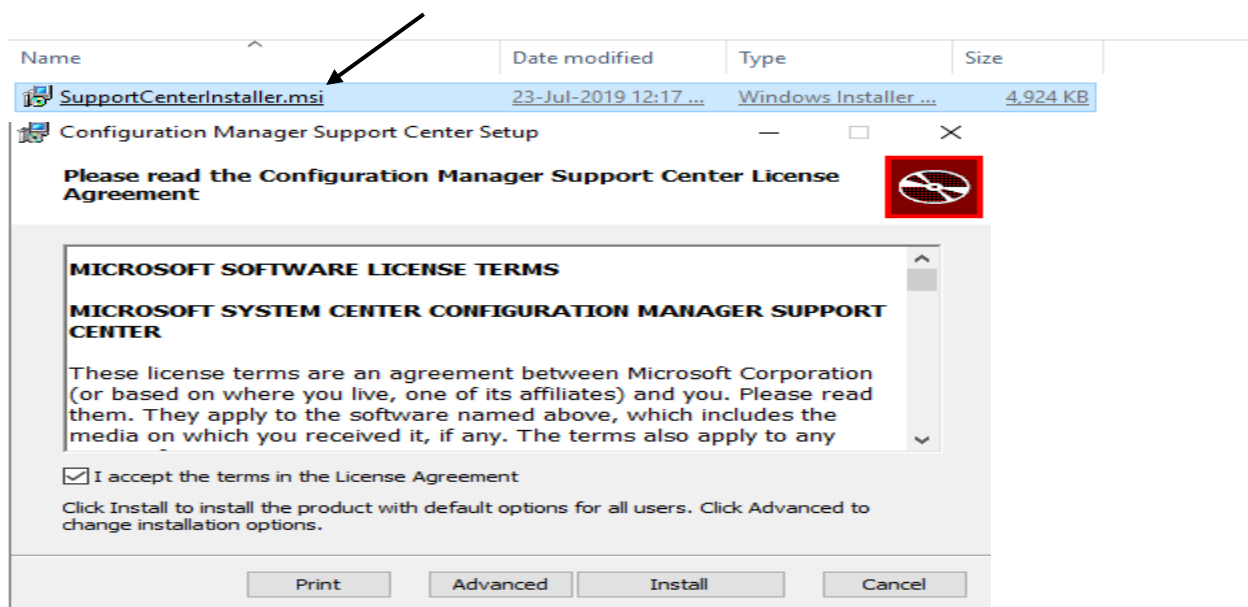 Name Date modified Type Size
SupportCenterInstaller.msi 23-Jul-2019 12:17 ... Windows Installer ... 4,924 KB
Configuration Manager Support Center Setup
Please read the Configuration Manager Support Center License
Agreement
MICROSOFT SOFTWARE LICENSE TERMS
MICROSOFT SYSTEM CENTER CONFIGURATION MANAGER SUPPORT
CENTER
These license terms are an agreement between Microsoft Corporation
(or based on where you live, one of its affiliates) and you. Please read
them. They apply to the software named above, which includes the
media on which you received it, if any. The terms also apply to any
I accept the terms in the License Agreement
Click Install to install the product with default options for all users. Click Advanced to
change installation options.
Print Advanced Install Cancel